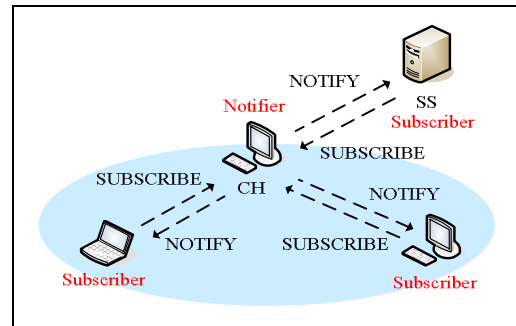 NOTIFY
SS
Notifier
Subscriber
SUBSCRIBE
SUBSCRIBE
CH
NOTIFY
NOTIFY
SUBSCRIBE
Subscriber
Subscriber